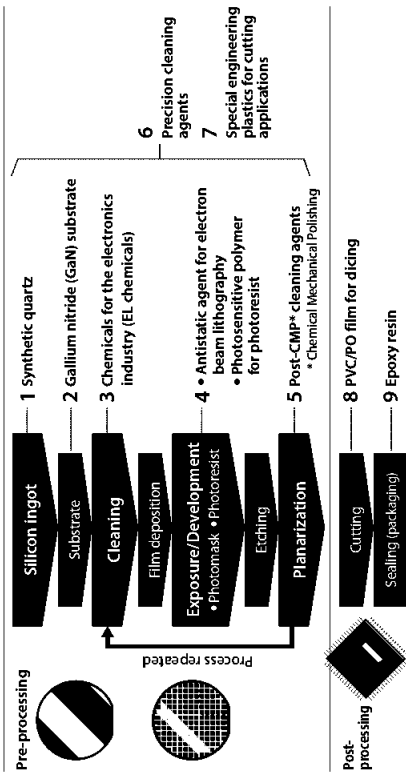 Pre-processing
Silicon ingot
1 Synthetic quartz
Substrate
2 Gallium nitride (GaN) substrate
Cleaning
3 Chemicals for the electronics
industry (EL chemicals)
Film deposition
Exposure/Development
• Photomask • Photoresist
4 • Antistatic agent for electron
beam lithography
• Photosensitive polymer
for photoresist
Etching
Planarization
5 Post-CMP* cleaning agents
* Chemical Mechanical Polishing
Process repeated
6 Precision cleaning
agents
7 Special engineering
plastics for cutting
applications
Post-
processing
Cutting
8 PVC/PO film for dicing
Sealing (packaging)
9 Epoxy resin